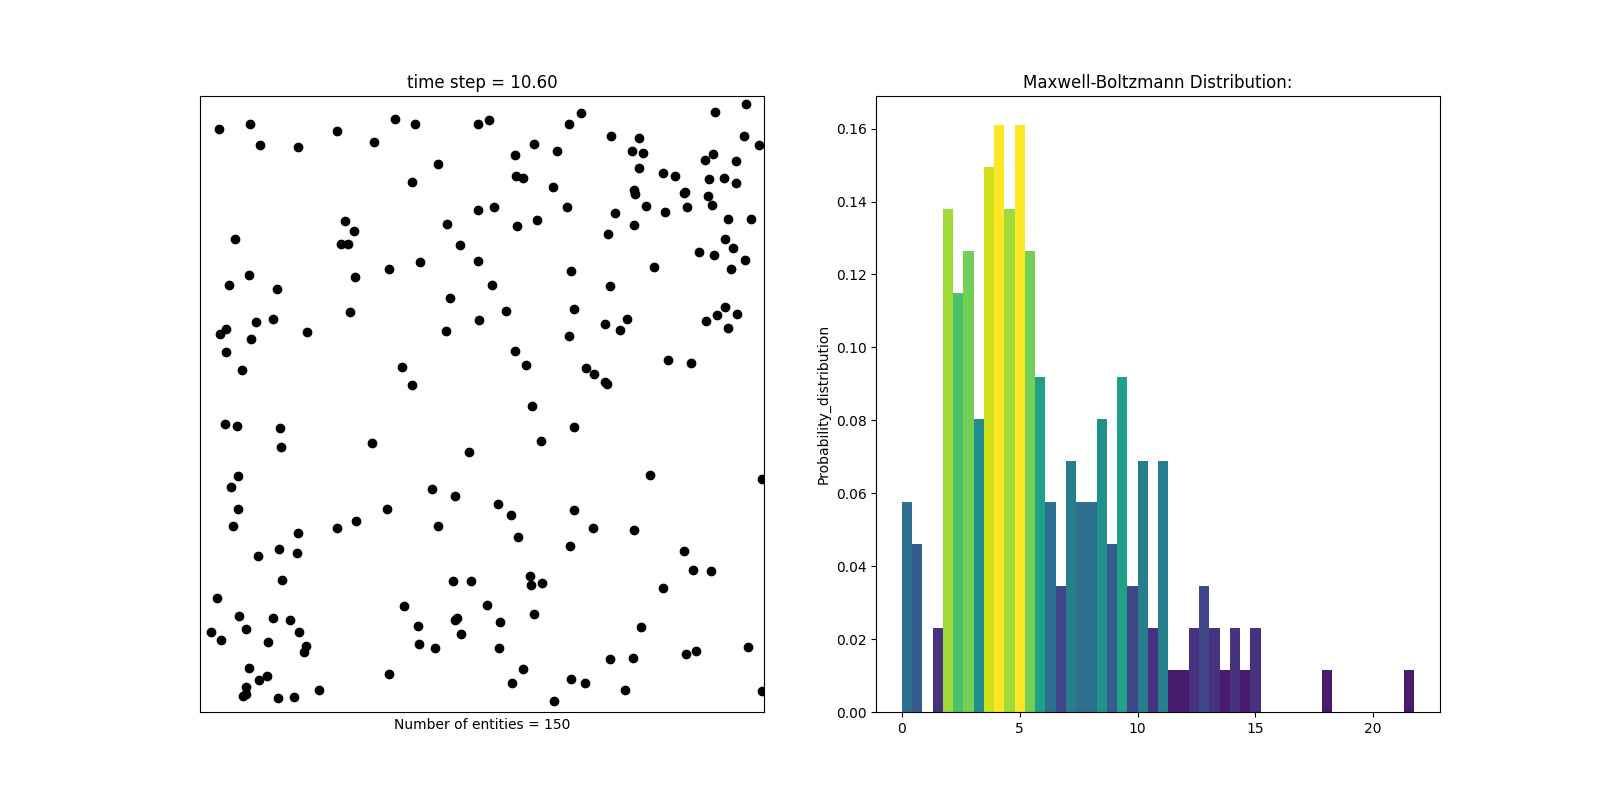 time step = 10.60
Number of entities = 150
Maxwell-Boltzmann Distribution:
Probability_distribution
0.16
0.14
0.12
0.10
0.08
0.06
0.04
0.02
0.00
0 5 10 15 20